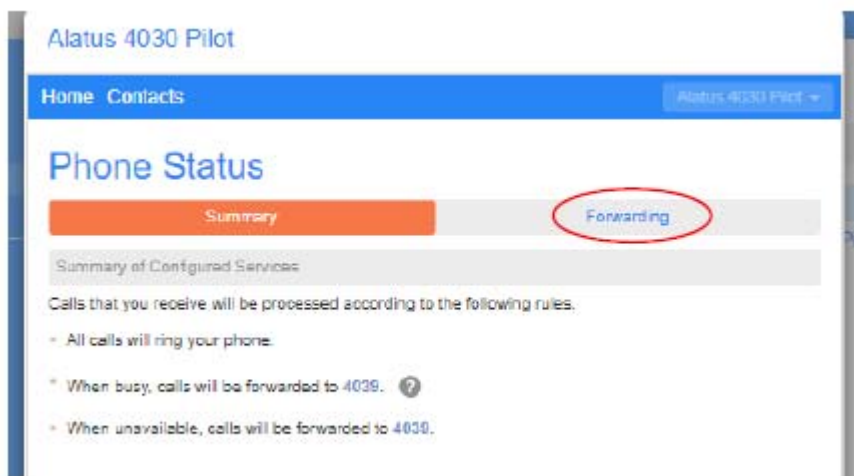 Alatus 4030 Pilot
Home Contacts Alatus 4030 Pilot
Phone Status
Summary Forwarding
Summary of Configured Services
Calls that you receive will be processed according to the following rules.
All calls will ring your phone.
When busy, calls will be forwarded to 4039. ?
When unavailable, calls will be forwarded to 4039.